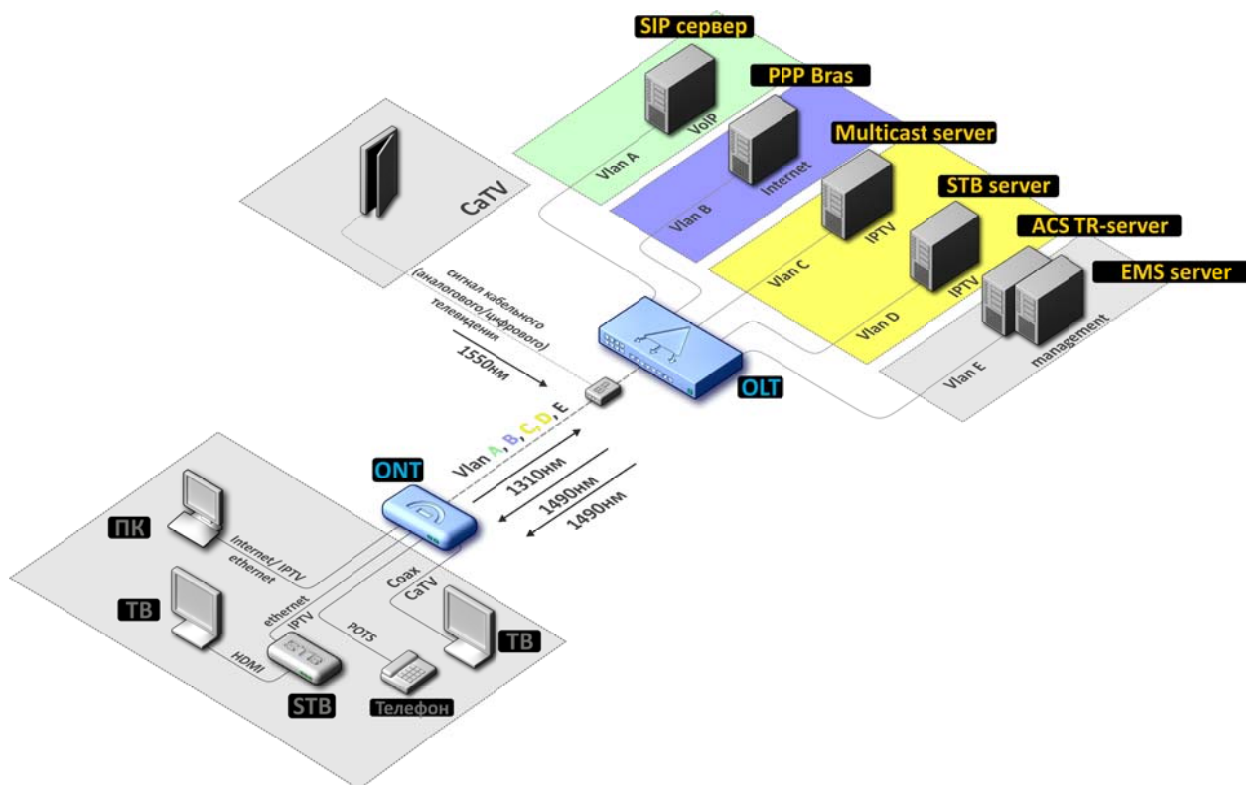 SIP сервер
VoIP
Vlan A
PPP Bras
Internet
Vlan B
Multicast server
IPTV
Vlan C
STB server
IPTV
Vlan D
ACS TR-server
EMS server
management
Vlan E
CaTV
сигнал кабельного
(аналогового/цифрового)
телевидения
1550нм
OLT
Vlan A, B, C, D, E
1310нм
1490нм
1490нм
ONT
ПК
Internet/ IPTV
ethernet
ТВ
HDMI
ethernet
IPTV
STB
STB
POTS
Телефон
Coax
CaTV
ТВ